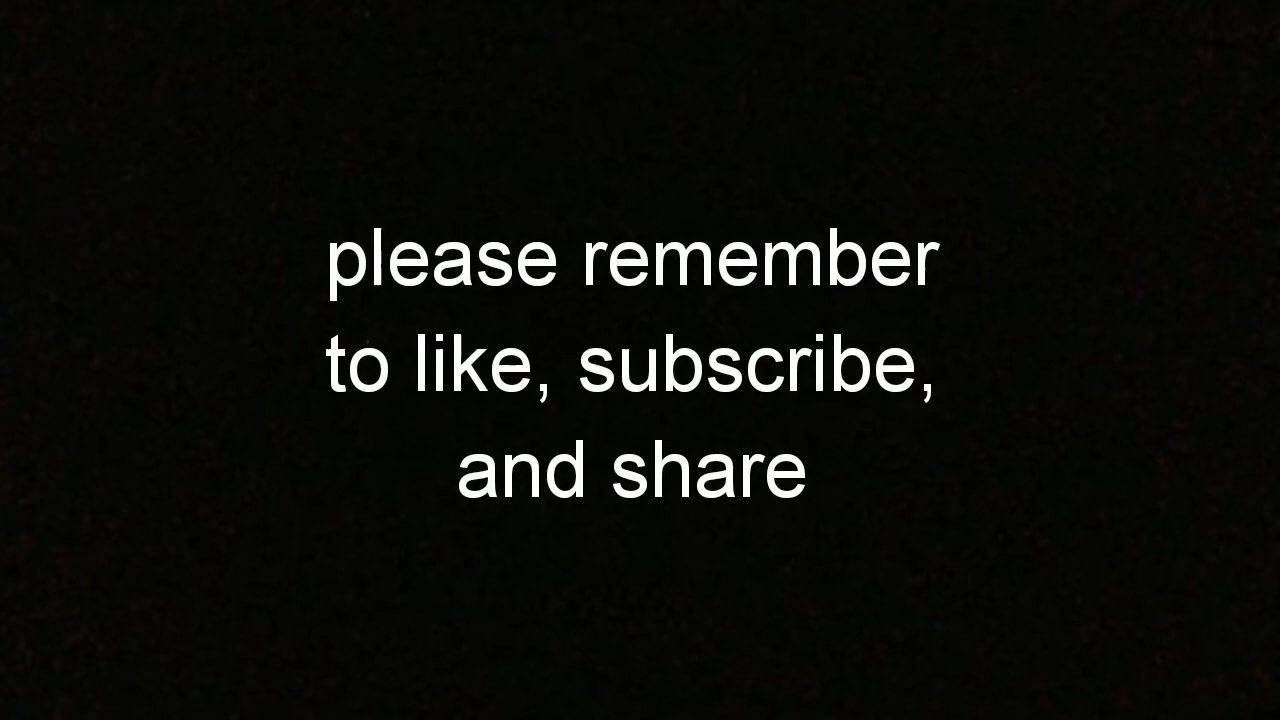 please remember
to like, subscribe,
and share